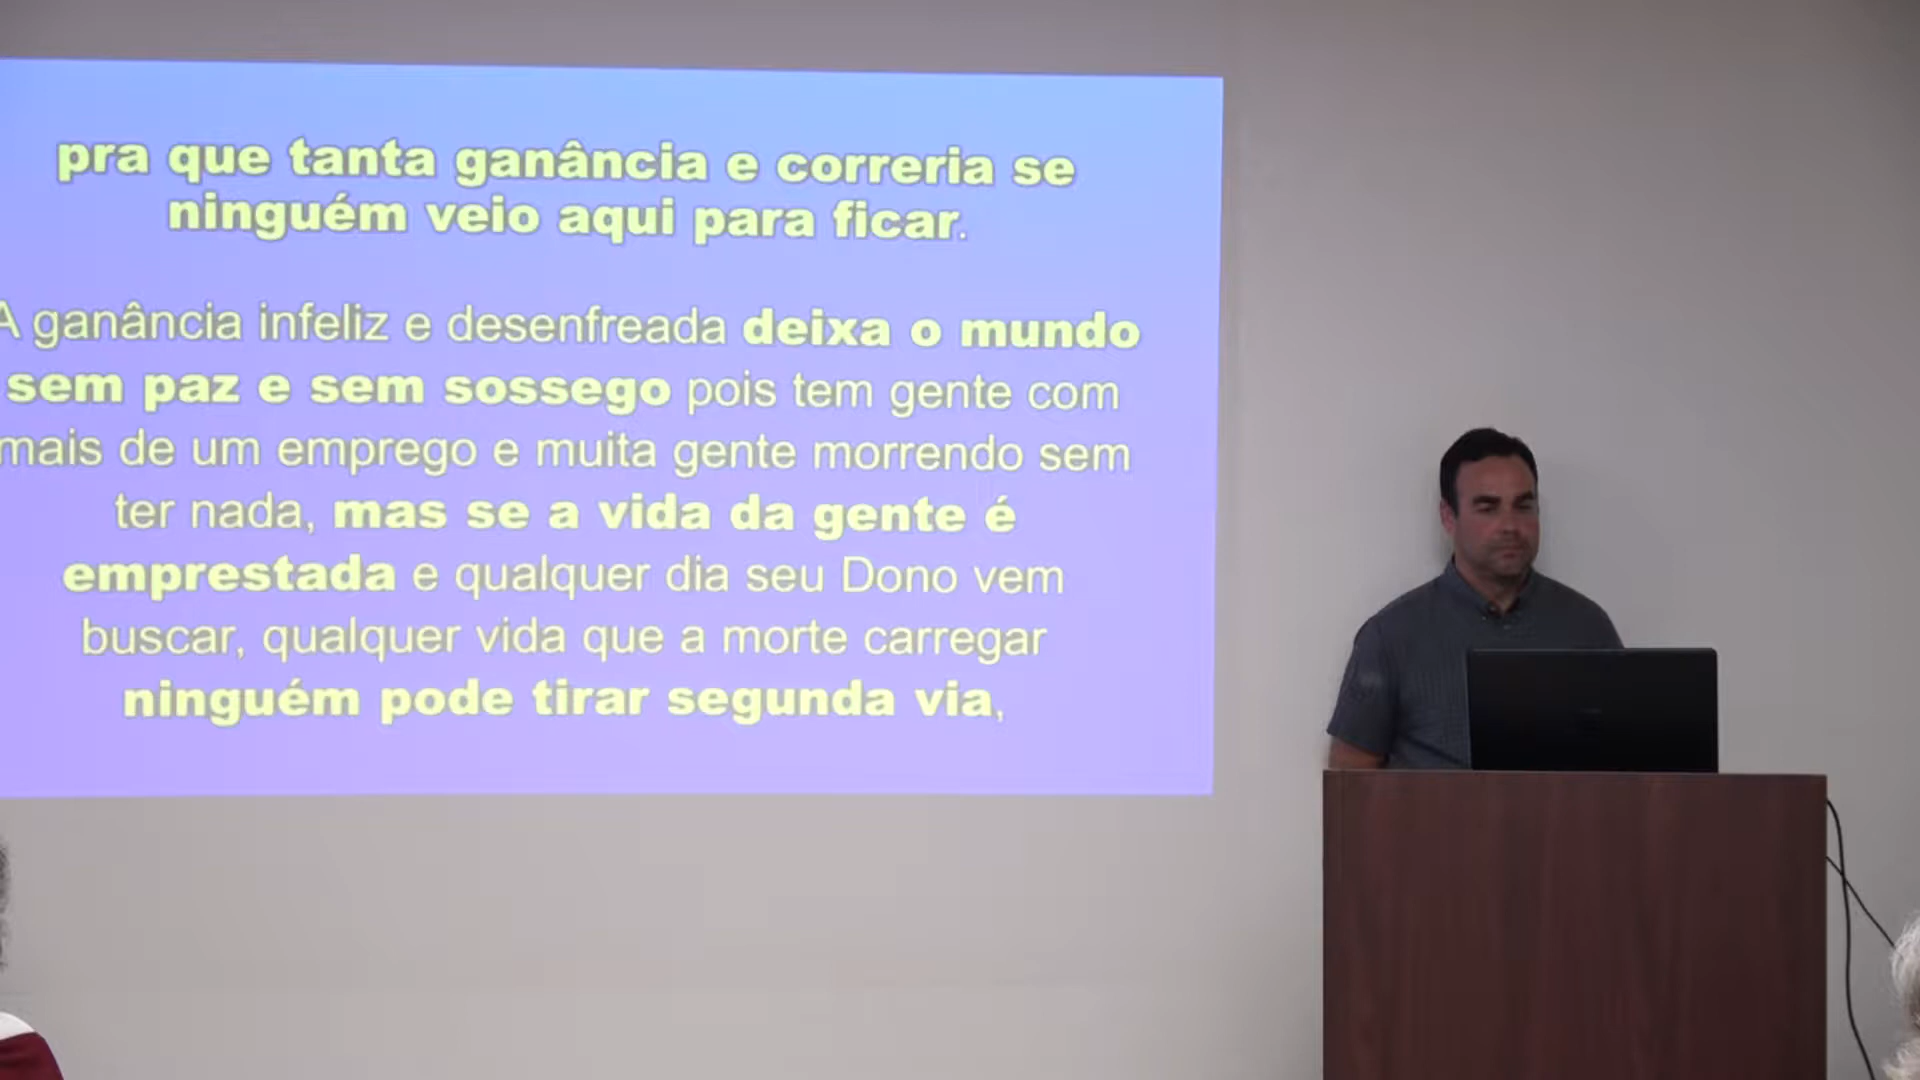 pra que tanta ganância e correria se
ninguém veio aqui para ficar.
A ganância infeliz e desenfreada deixa o mundo
sem paz e sem sossego pois tem gente com
mais de um emprego e muita gente morrendo sem
ter nada, mas se a vida da gente é
emprestada e qualquer dia seu Dono vem
buscar, qualquer vida que a morte carregar
ninguém pode tirar segunda via,